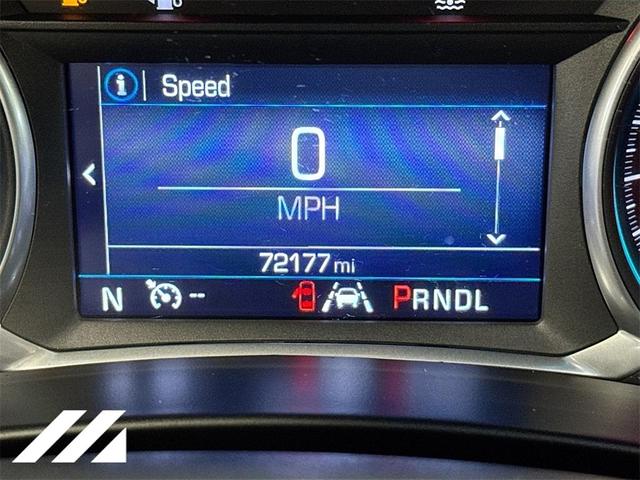 Speed
0
MPH
72177 mi
N -- PRNDL